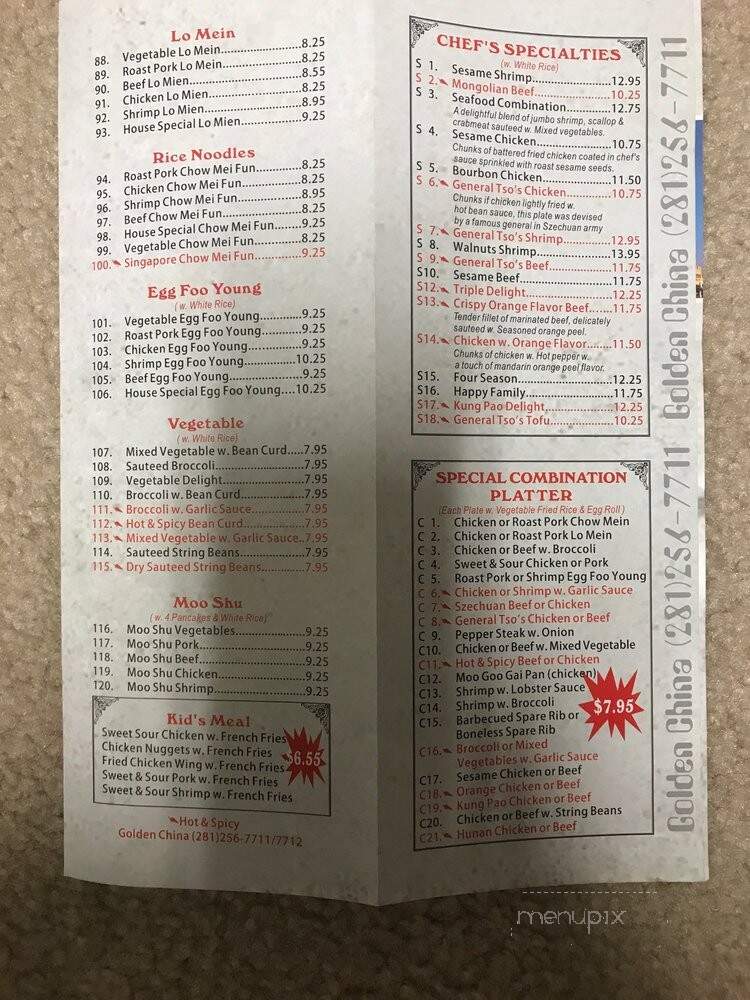 Lo Mein
88. Vegetable Lo Mein.....................8.25
89. Roast Pork Lo Mein....................8.25
90. Beef Lo Mien..............................8.55
91. Chicken Lo Mien........................8.25
92. Shrimp Lo Mien.........................8.95
93. House Special Lo Mien...............9.25
Rice Noodles
94. Roast Pork Chow Mei Fun...........8.25
95. Chicken Chow Mei Fun...............8.25
96. Shrimp Chow Mei Fun................8.95
97. Beef Chow Mei Fun....................8.25
98. House Special Chow Mei Fun......9.25
99. Vegetable Chow Mei Fun............8.25
100. Singapore Chow Mei Fun...........9.25
Egg Foo Young
(w. White Rice)
101. Vegetable Egg Foo Young............9.25
102. Roast Pork Egg Foo Young...........9.25
103. Chicken Egg Foo Young...............9.25
104. Shrimp Egg Foo Young..............10.25
105. Beef Egg Foo Young....................9.25
106. House Special Egg Foo Young....10.25
Vegetable
(w. White Rice)
107. Mixed Vegetable w. Bean Curd.....7.95
108. Sauteed Broccoli........................7.95
109. Vegetable Delight......................7.95
110. Broccoli w. Bean Curd................7.95
111. Broccoli w. Garlic Sauce..............7.95
112. Hot & Spicy Bean Curd...............7.95
113. Mixed Vegetable w. Garlic Sauce..7.95
114. Sauteed String Beans.................7.95
115. Dry Sauteed String Beans...........7.95
Moo Shu
(w. 4 Pancakes & White Rice)
116. Moo Shu Vegetables...................9.25
117. Moo Shu Pork............................9.25
118. Moo Shu Beef............................9.25
119. Moo Shu Chicken.......................9.25
120. Moo Shu Shrimp........................9.25
Kid's Meal
Sweet Sour Chicken w. French Fries
Chicken Nuggets w. French Fries
Fried Chicken Wing w. French Fries
Sweet & Sour Pork w. French Fries
Sweet & Sour Shrimp w. French Fries
$6.55
Hot & Spicy
Golden China (281)256-7711/7712
CHEF'S SPECIALTIES
(w. White Rice)
S 1. Sesame Shrimp.....................12.95
S 2. Mongolian Beef.....................10.25
S 3. Seafood Combination............12.75
A delightful blend of jumbo shrimp, scallop &
crabmeat sauteed w. Mixed vegetables.
S 4. Sesame Chicken....................10.75
Chunks of battered fried chicken coated in chef's
sauce sprinkled with roast sesame seeds.
S 5. Bourbon Chicken...................11.50
S 6. General Tso's Chicken............10.75
Chunks if chicken lightly fried w.
hot bean sauce, this plate was devised
by a famous general in Szechuan army
S 7. General Tso's Shrimp.............12.95
S 8. Walnuts Shrimp.....................13.95
S 9. General Tso's Beef.................11.75
S10. Sesame Beef.........................11.75
S12. Triple Delight........................12.25
S13. Crispy Orange Flavor Beef......11.75
Tender fillet of marinated beef, delicately
sauteed w. Seasoned orange peel.
S14. Chicken w. Orange Flavor.......11.50
Chunks of chicken w. Hot pepper w.
a touch of mandarin orange peel flavor.
S15. Four Season..........................12.25
S16. Happy Family........................11.75
S17. Kung Pao Delight...................12.25
S18. General Tso's Tofu.................10.25
SPECIAL COMBINATION
PLATTER
(Each Plate w. Vegetable Fried Rice & Egg Roll)
C 1. Chicken or Roast Pork Chow Mein
C 2. Chicken or Roast Pork Lo Mein
C 3. Chicken or Beef w. Broccoli
C 4. Sweet & Sour Chicken or Pork
C 5. Roast Pork or Shrimp Egg Foo Young
C 6. Chicken or Shrimp w. Garlic Sauce
C 7. Szechuan Beef or Chicken
C 8. General Tso's Chicken or Beef
C 9. Pepper Steak w. Onion
C10. Chicken or Beef w. Mixed Vegetable
C11. Hot & Spicy Beef or Chicken
C12. Moo Goo Gai Pan (chicken)
C13. Shrimp w. Lobster Sauce
C14. Shrimp w. Broccoli
C15. Barbecued Spare Rib or
Boneless Spare Rib
C16. Broccoli or Mixed
Vegetables w. Garlic Sauce
C17. Sesame Chicken or Beef
C18. Orange Chicken or Beef
C19. Kung Pao Chicken or Beef
C20. Chicken or Beef w. String Beans
C21. Hunan Chicken or Beef
$7.95
Golden China (281)256-7711 Golden China (281)256-7711
menupix